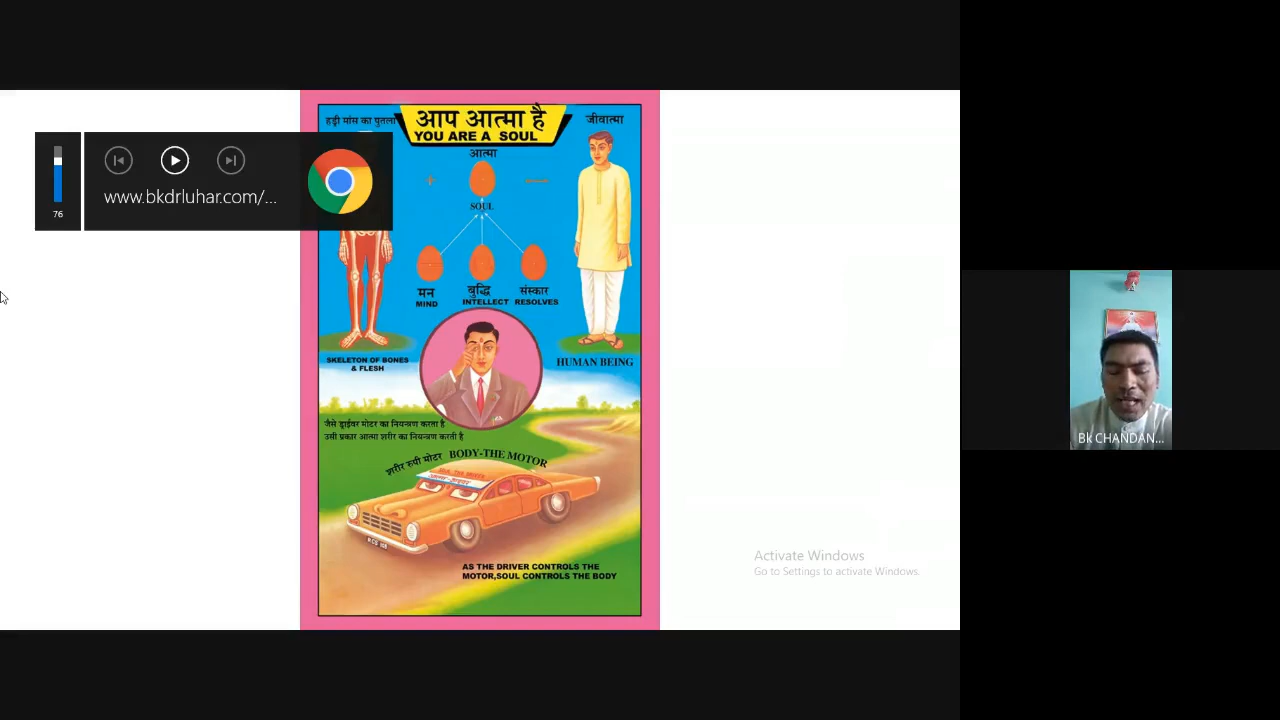 हड्डी मांस का पुतला
आप आत्मा है
YOU ARE A SOUL
जीवात्मा
आत्मा
+
—
SOUL
76
www.bkdrluhar.com/...
मन
MIND
बुद्धि
INTELLECT
संस्कार
RESOLVES
SKELETON OF BONES
& FLESH
HUMAN BEING
जैसे ड्राईवर मोटर का नियन्त्रण करता है
उसी प्रकार आत्मा शरीर का नियन्त्रण करती है
शरीर रुपी मोटर BODY-THE MOTOR
AS THE DRIVER CONTROLS THE
MOTOR,SOUL CONTROLS THE BODY
Activate Windows
Go to Settings to activate Windows.
Bk CHANDAN...